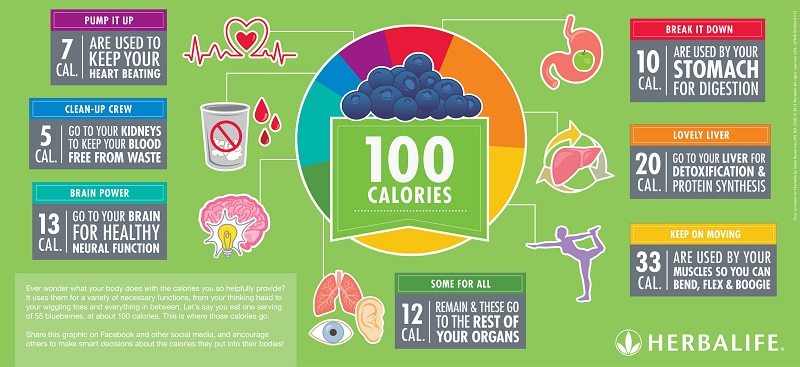 PUMP IT UP
7
CAL.
ARE USED TO
KEEP YOUR
HEART BEATING
CLEAN-UP CREW
5
CAL.
GO TO YOUR KIDNEYS
TO KEEP YOUR BLOOD
FREE FROM WASTE
BRAIN POWER
13
CAL.
GO TO YOUR BRAIN
FOR HEALTHY
NEURAL FUNCTION
100
CALORIES
BREAK IT DOWN
10
CAL.
ARE USED BY YOUR
STOMACH
FOR DIGESTION
LOVELY LIVER
20
CAL.
GO TO YOUR LIVER FOR
DETOXIFICATION &
PROTEIN SYNTHESIS
KEEP ON MOVING
33
CAL.
ARE USED BY YOUR
MUSCLES SO YOU CAN
BEND, FLEX & BOOGIE
SOME FOR ALL
12
CAL.
REMAIN & THESE GO
TO THE REST OF
YOUR ORGANS
Ever wonder what your body does with the calories you so helpfully provide?
It uses them for a variety of necessary functions, from your thinking head to
your wiggling toes and everything in between. Let's say you eat one serving
of 55 blueberries, at about 100 calories. This is where those calories go.
Share this graphic on Facebook and other social media, and encourage
others to make smart decisions about the calories they put into their bodies!
HERBALIFE